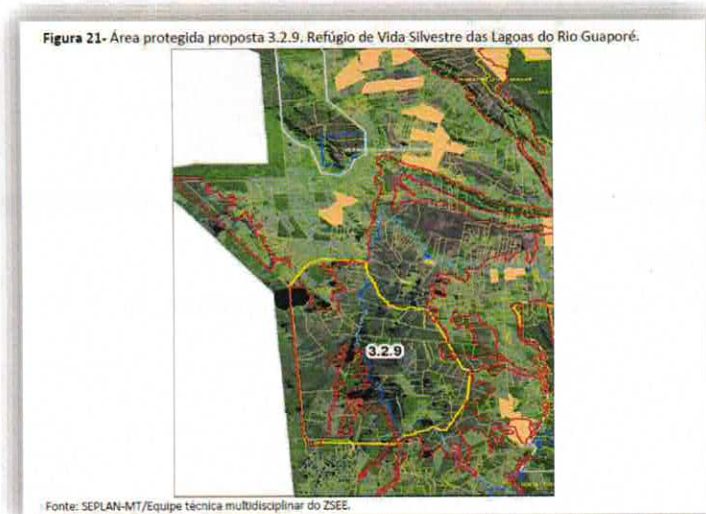 Figura 21- Área protegida proposta 3.2.9. Refúgio de Vida Silvestre das Lagoas do Rio Guaporé.
3.2.9
Fonte: SEPLAN-MT/Equipe técnica multidisciplinar do ZSEE.